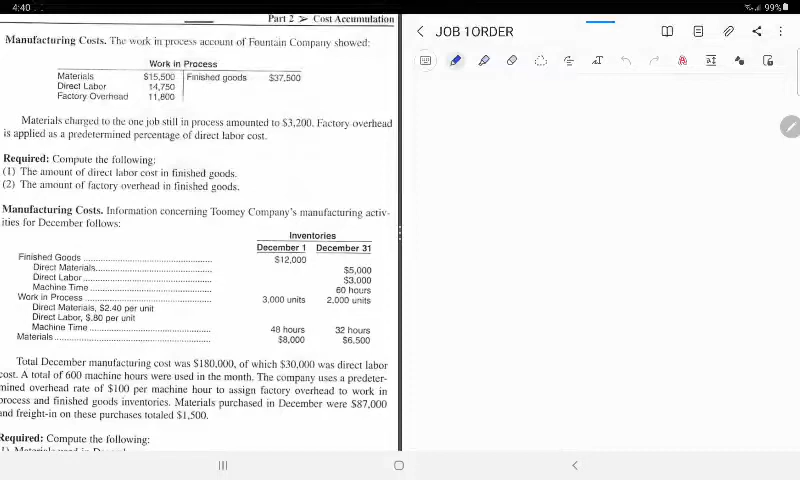 4:40
99%
Part 2 ➢ Cost Accumulation
Manufacturing Costs. The work in process account of Fountain Company showed:
Work in Process
Materials $15,500 Finished goods $37,500
Direct Labor 14,750
Factory Overhead 11,800
Materials charged to the one job still in process amounted to $3,200. Factory overhead
is applied as a predetermined percentage of direct labor cost.
Required: Compute the following:
(1) The amount of direct labor cost in finished goods.
(2) The amount of factory overhead in finished goods.
Manufacturing Costs. Information concerning Toomey Company's manufacturing activ-
ities for December follows:
Inventories
December 1 December 31
Finished Goods $12,000
Direct Materials $5,000
Direct Labor $3,000
Machine Time 60 hours
Work in Process 3,000 units 2,000 units
Direct Materials, $2.40 per unit
Direct Labor, $.80 per unit
Machine Time 48 hours 32 hours
Materials $8,000 $6,500
Total December manufacturing cost was $180,000, of which $30,000 was direct labor
cost. A total of 600 machine hours were used in the month. The company uses a predeter-
mined overhead rate of $100 per machine hour to assign factory overhead to work in
process and finished goods inventories. Materials purchased in December were $87,000
and freight-in on these purchases totaled $1,500.
Required: Compute the following:
JOB 1ORDER